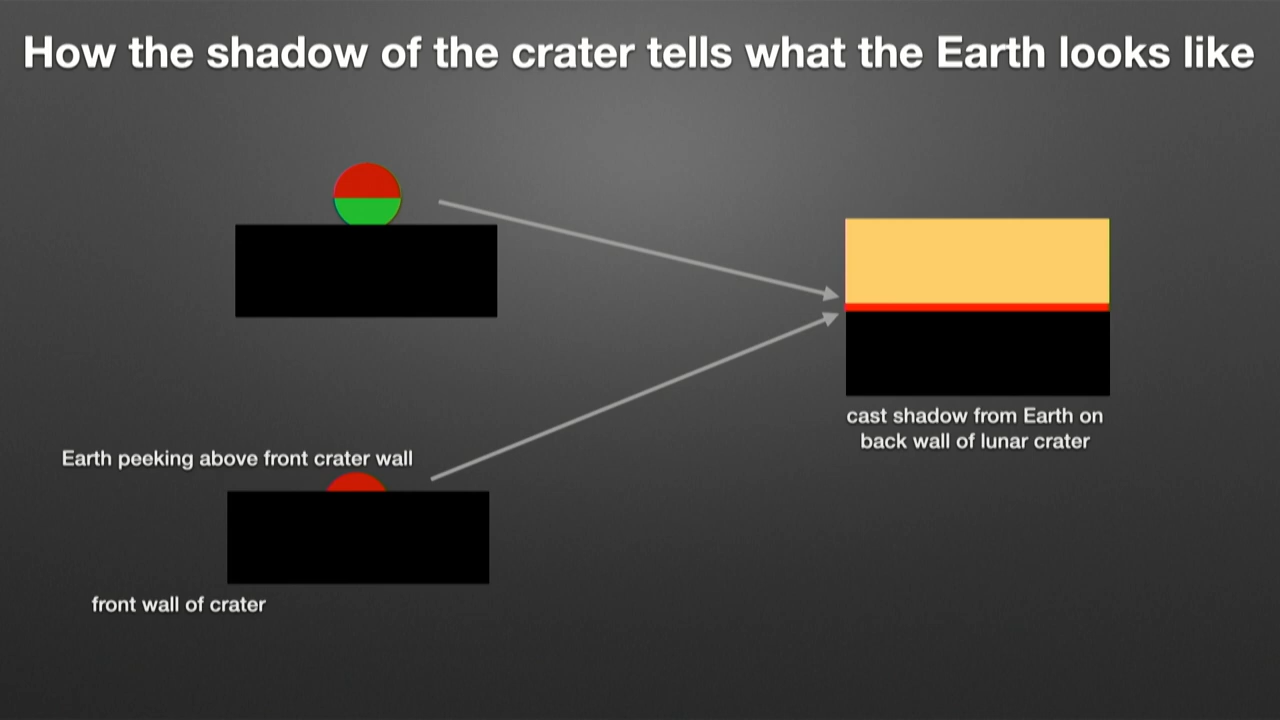 How the shadow of the crater tells what the Earth looks like
cast shadow from Earth on
back wall of lunar crater
Earth peeking above front crater wall
front wall of crater